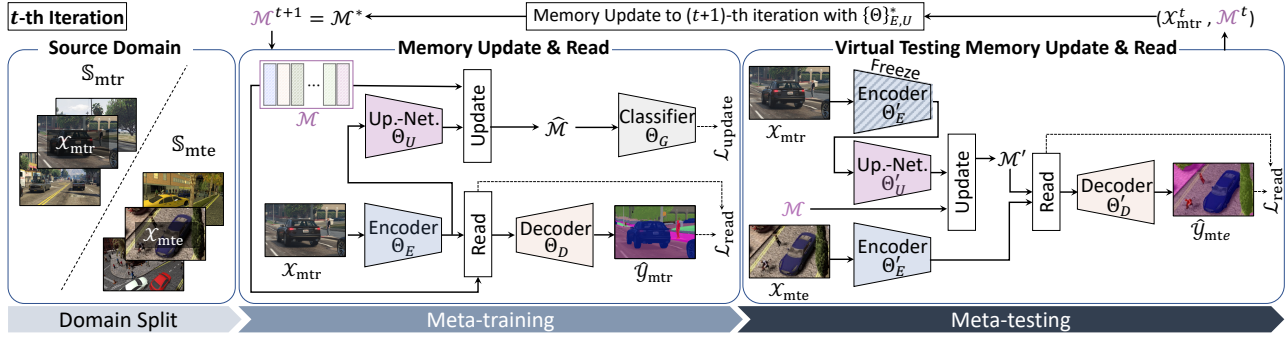 t-th Iteration
ℳ^{t+1} = ℳ^*
Memory Update to (t+1)-th iteration with {Θ}^*_{E,U}
(𝒳^t_mtr , ℳ^t)
Source Domain
𝕊_mtr
𝒳_mtr
𝕊_mte
𝒳_mte
Domain Split
Memory Update & Read
...
ℳ
Up.-Net.
Θ_U
Update
ℳ̂
Classifier
Θ_G
ℒ_update
𝒳_mtr
Encoder
Θ_E
Read
Decoder
Θ_D
𝒴̂_mtr
ℒ_read
Meta-training
Virtual Testing Memory Update & Read
Freeze
Encoder
Θ′_E
𝒳_mtr
Up.-Net.
Θ′_U
ℳ
Update
ℳ′
Read
Decoder
Θ′_D
𝒴̂_mte
ℒ_read
Encoder
Θ′_E
𝒳_mte
Meta-testing